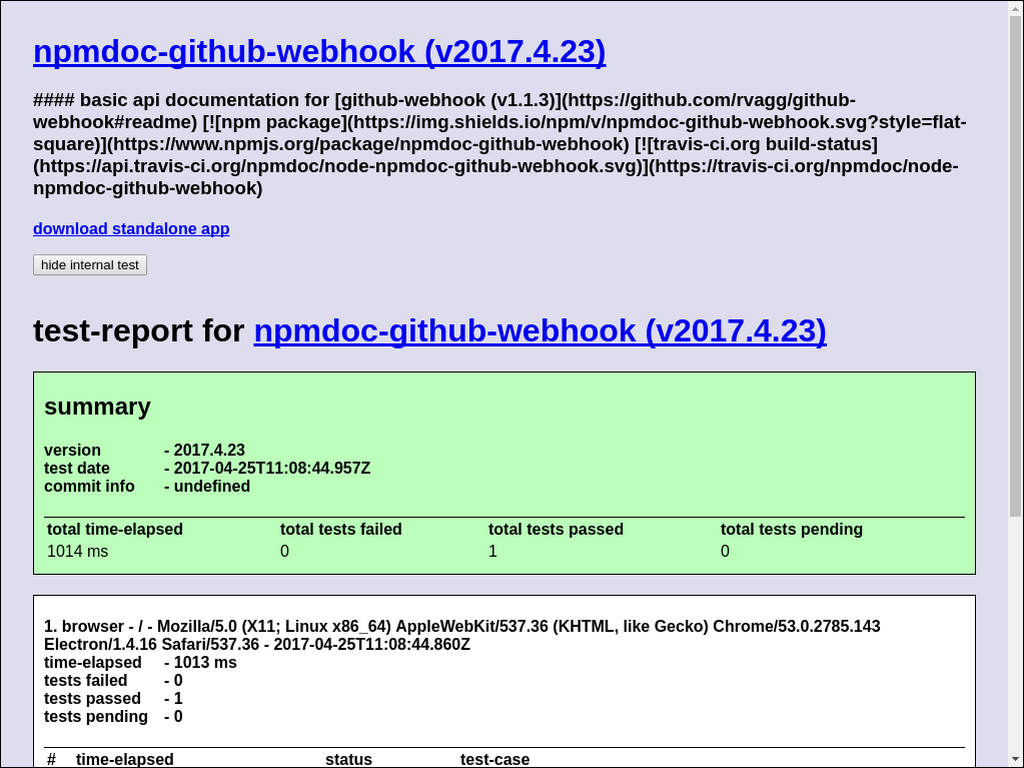 npmdoc-github-webhook (v2017.4.23)
#### basic api documentation for [github-webhook (v1.1.3)](https://github.com/rvagg/github-
webhook#readme) [![npm package](https://img.shields.io/npm/v/npmdoc-github-webhook.svg?style=flat-
square)](https://www.npmjs.org/package/npmdoc-github-webhook) [![travis-ci.org build-status]
(https://api.travis-ci.org/npmdoc/node-npmdoc-github-webhook.svg)](https://travis-ci.org/npmdoc/node-
npmdoc-github-webhook)
download standalone app
hide internal test
test-report for npmdoc-github-webhook (v2017.4.23)
summary
version - 2017.4.23
test date - 2017-04-25T11:08:44.957Z
commit info - undefined
total time-elapsed total tests failed total tests passed total tests pending
1014 ms 0 1 0
1. browser - / - Mozilla/5.0 (X11; Linux x86_64) AppleWebKit/537.36 (KHTML, like Gecko) Chrome/53.0.2785.143
Electron/1.4.16 Safari/537.36 - 2017-04-25T11:08:44.860Z
time-elapsed - 1013 ms
tests failed - 0
tests passed - 1
tests pending - 0
# time-elapsed status test-case